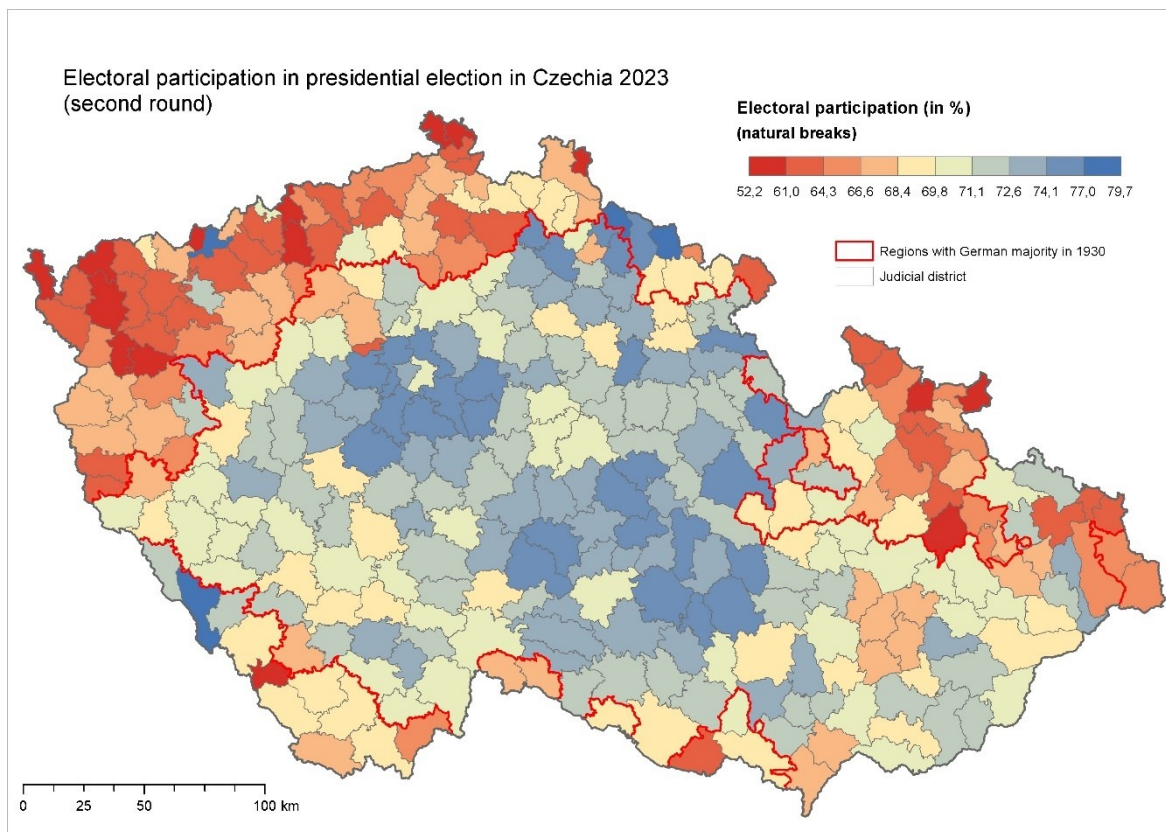 Electoral participation in presidential election in Czechia 2023
(second round)
Electoral participation (in %)
(natural breaks)
52,2 61,0 64,3 66,6 68,4 69,8 71,1 72,6 74,1 77,0 79,7
Regions with German majority in 1930
Judicial district
0 25 50 100 km